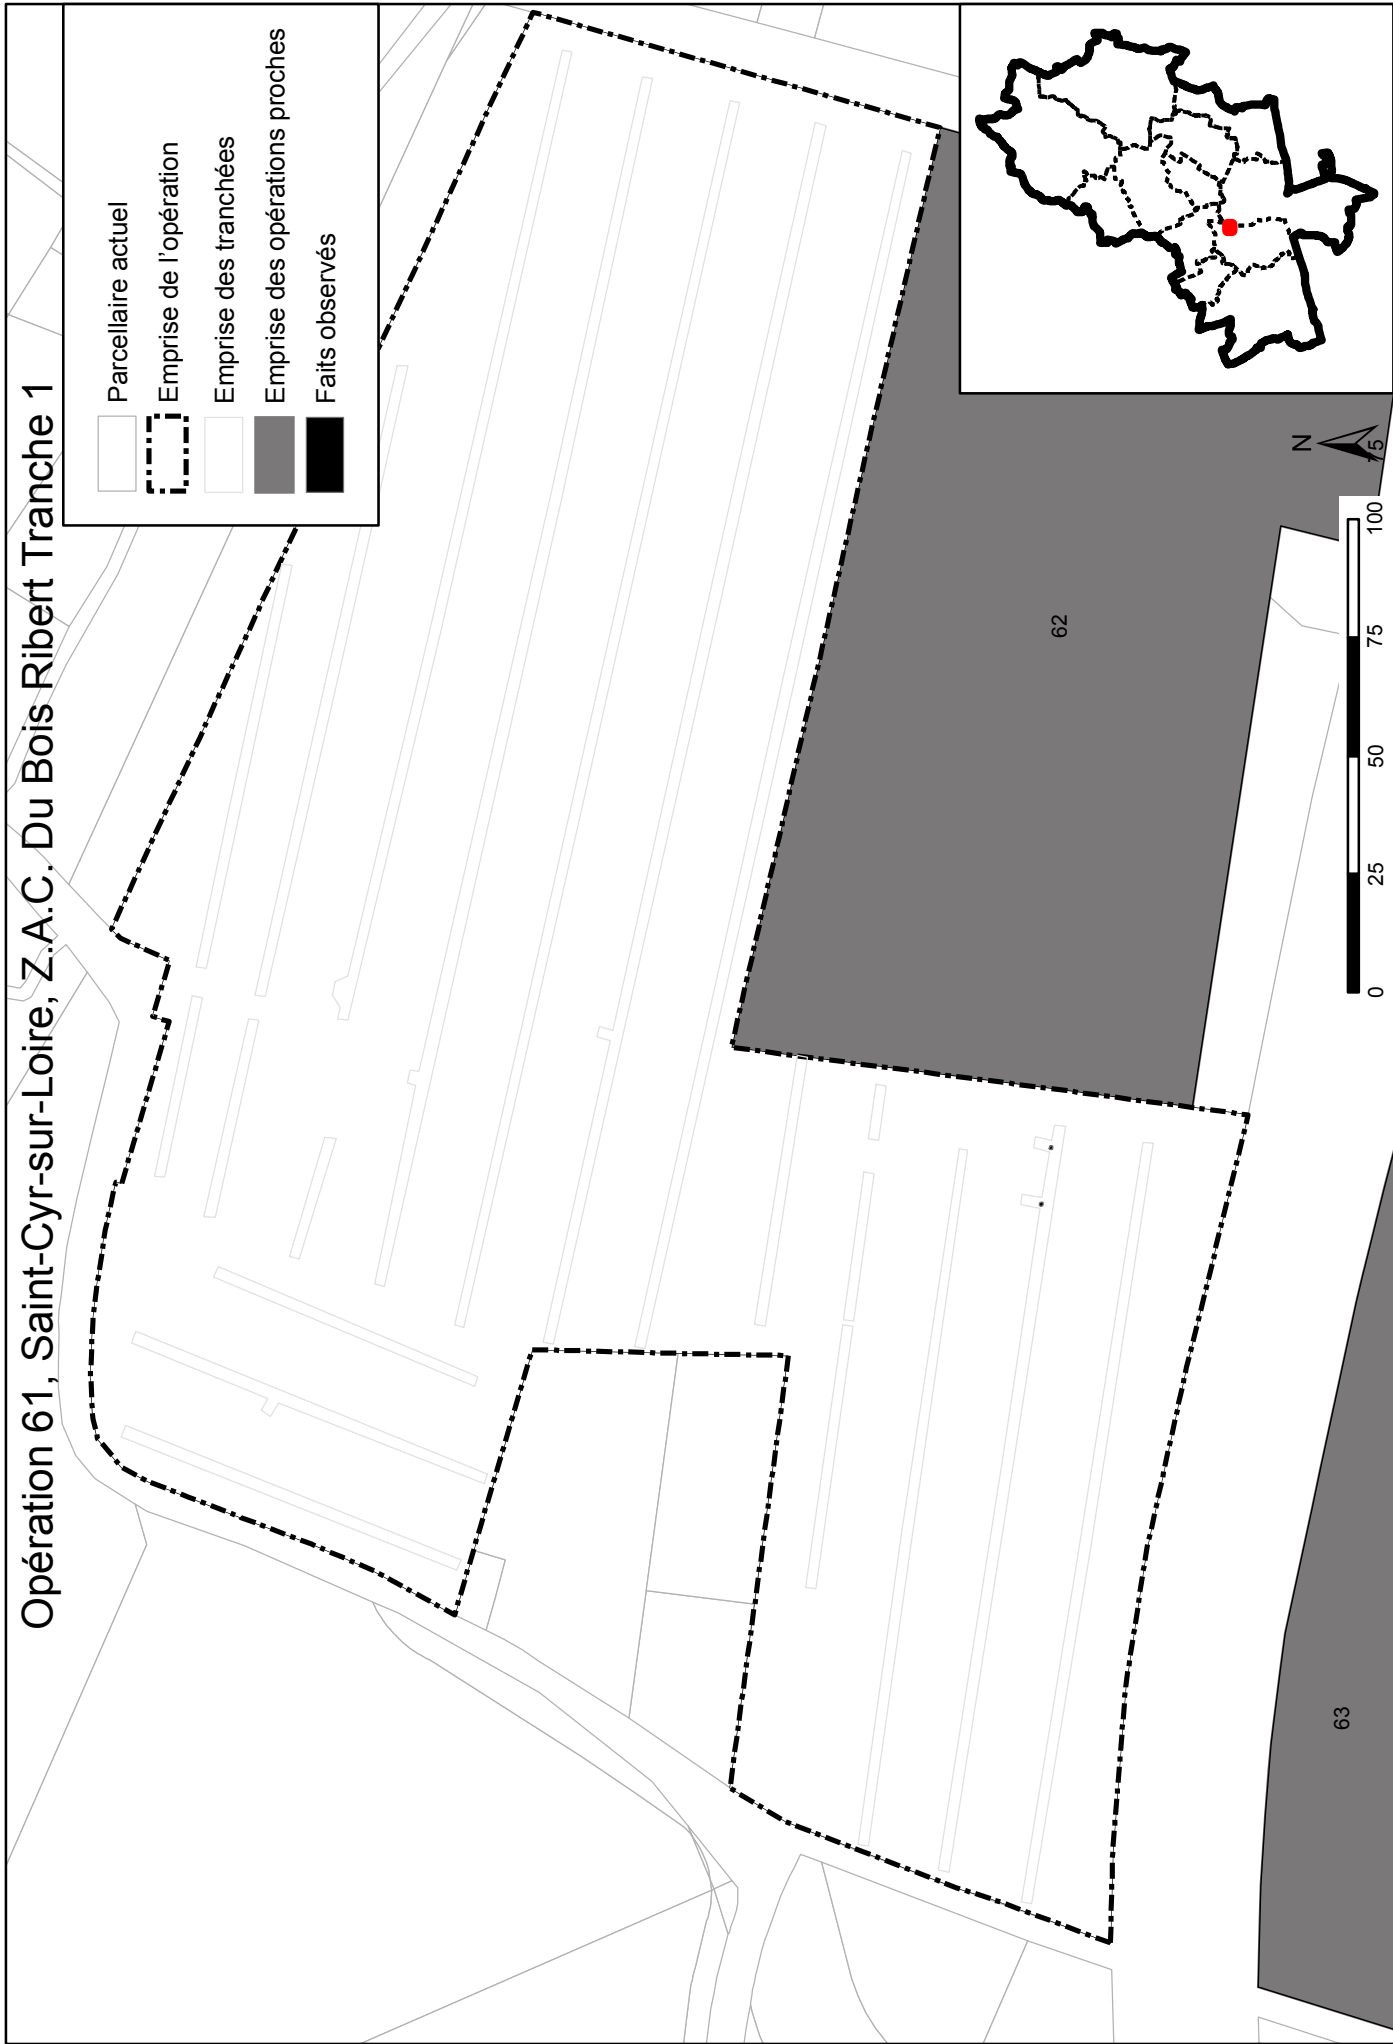 Opération 61, Saint-Cyr-sur-Loire, Z.A.C. Du Bois Ribert Tranche 1
Parcellaire actuel
Emprise de l'opération
Emprise des tranchées
Emprise des opérations proches
Faits observés
62
63
N
0 25 50 75 100